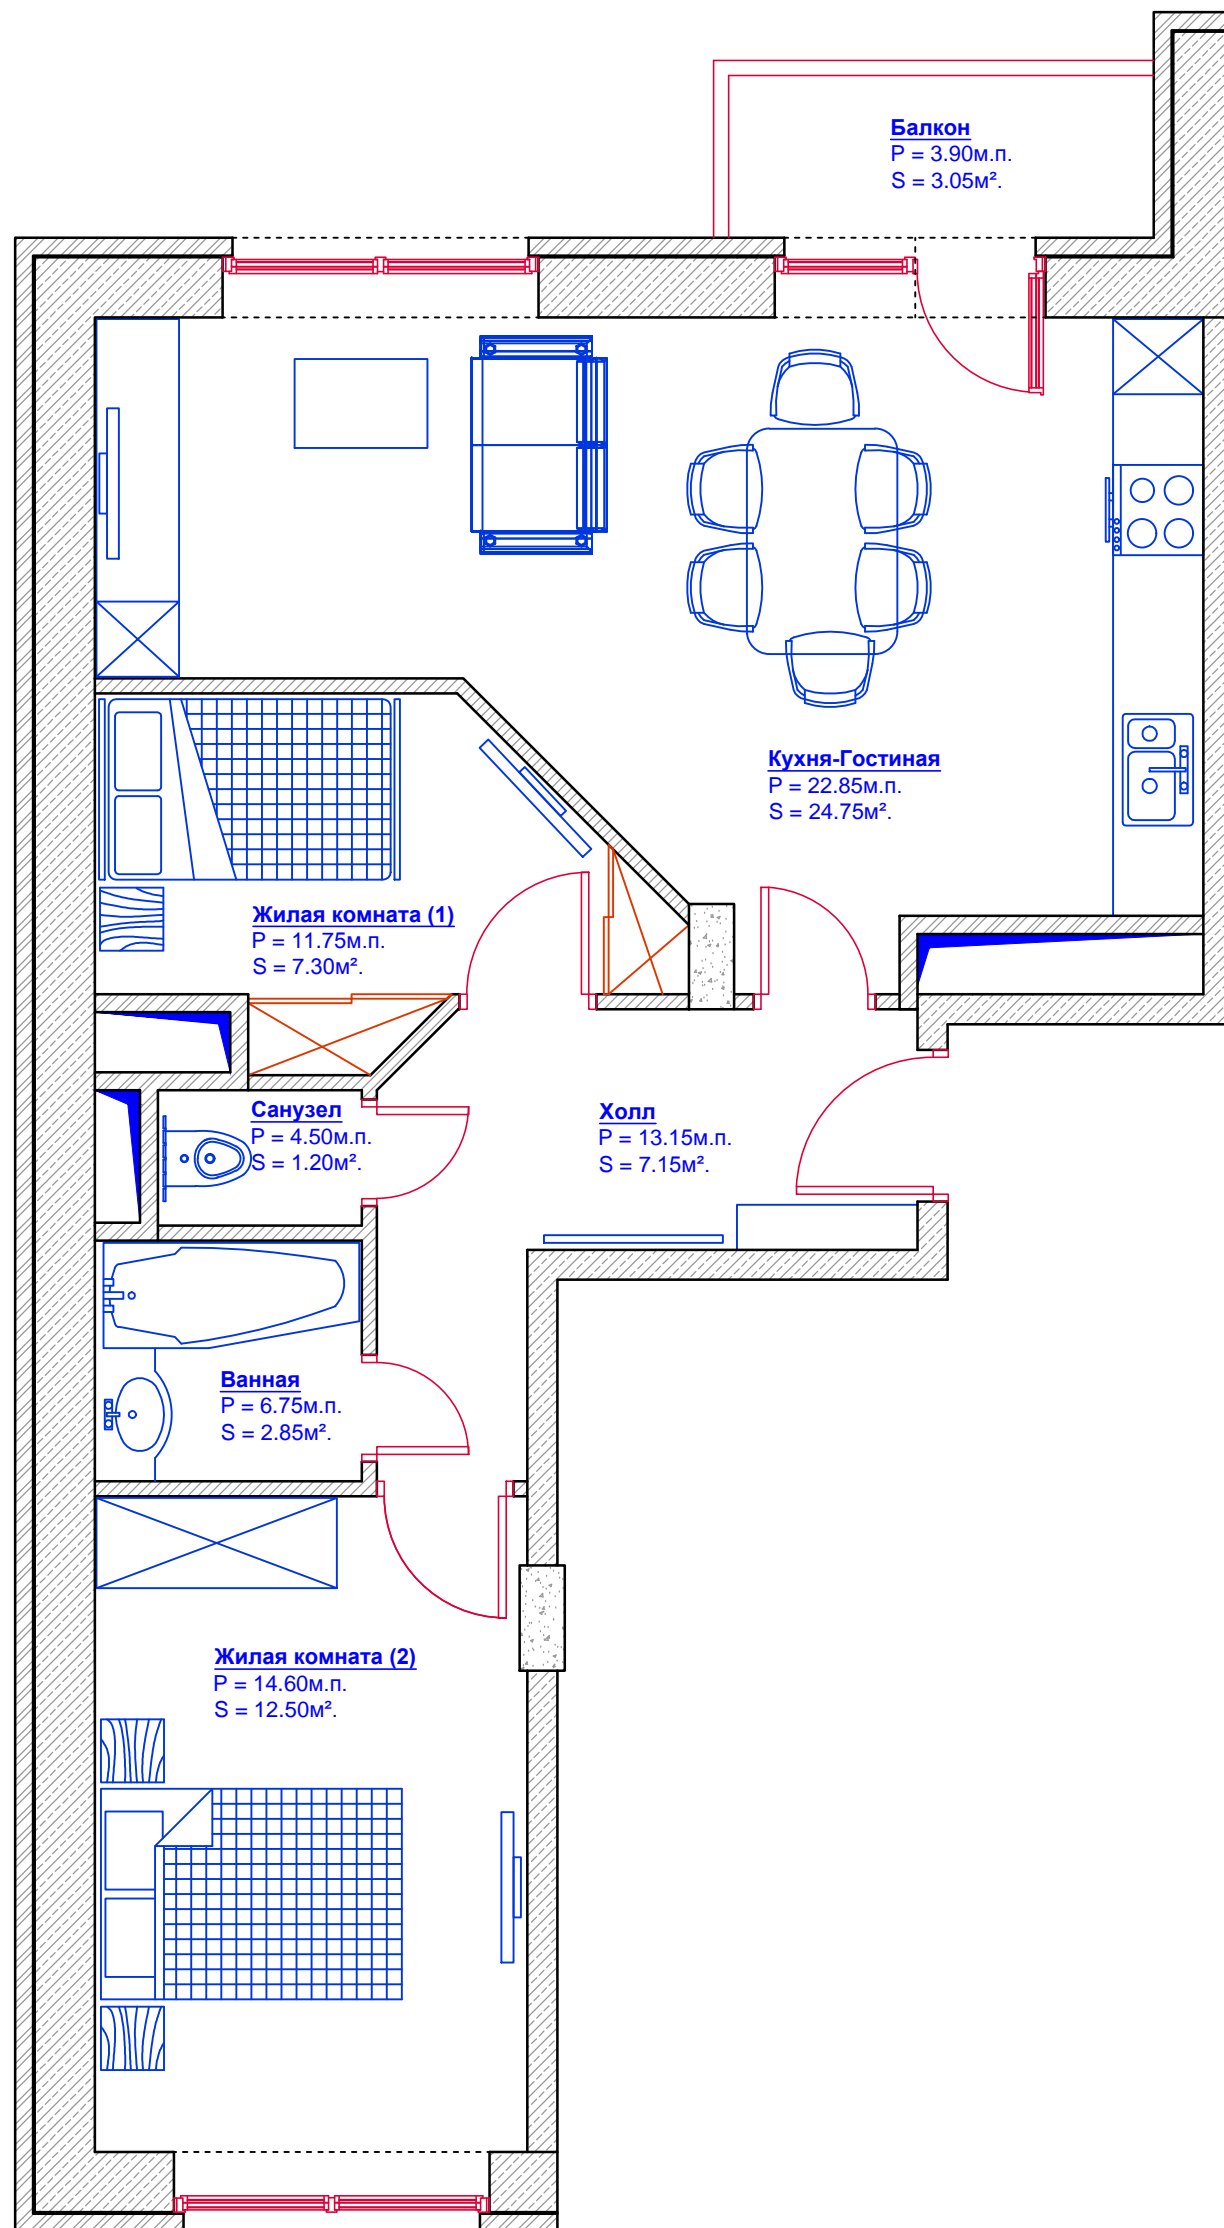 Балкон
P = 3.90м.п.
S = 3.05м².
Кухня-Гостиная
P = 22.85м.п.
S = 24.75м².
Жилая комната (1)
P = 11.75м.п.
S = 7.30м².
Санузел
P = 4.50м.п.
S = 1.20м².
Холл
P = 13.15м.п.
S = 7.15м².
Ванная
P = 6.75м.п.
S = 2.85м².
Жилая комната (2)
P = 14.60м.п.
S = 12.50м².